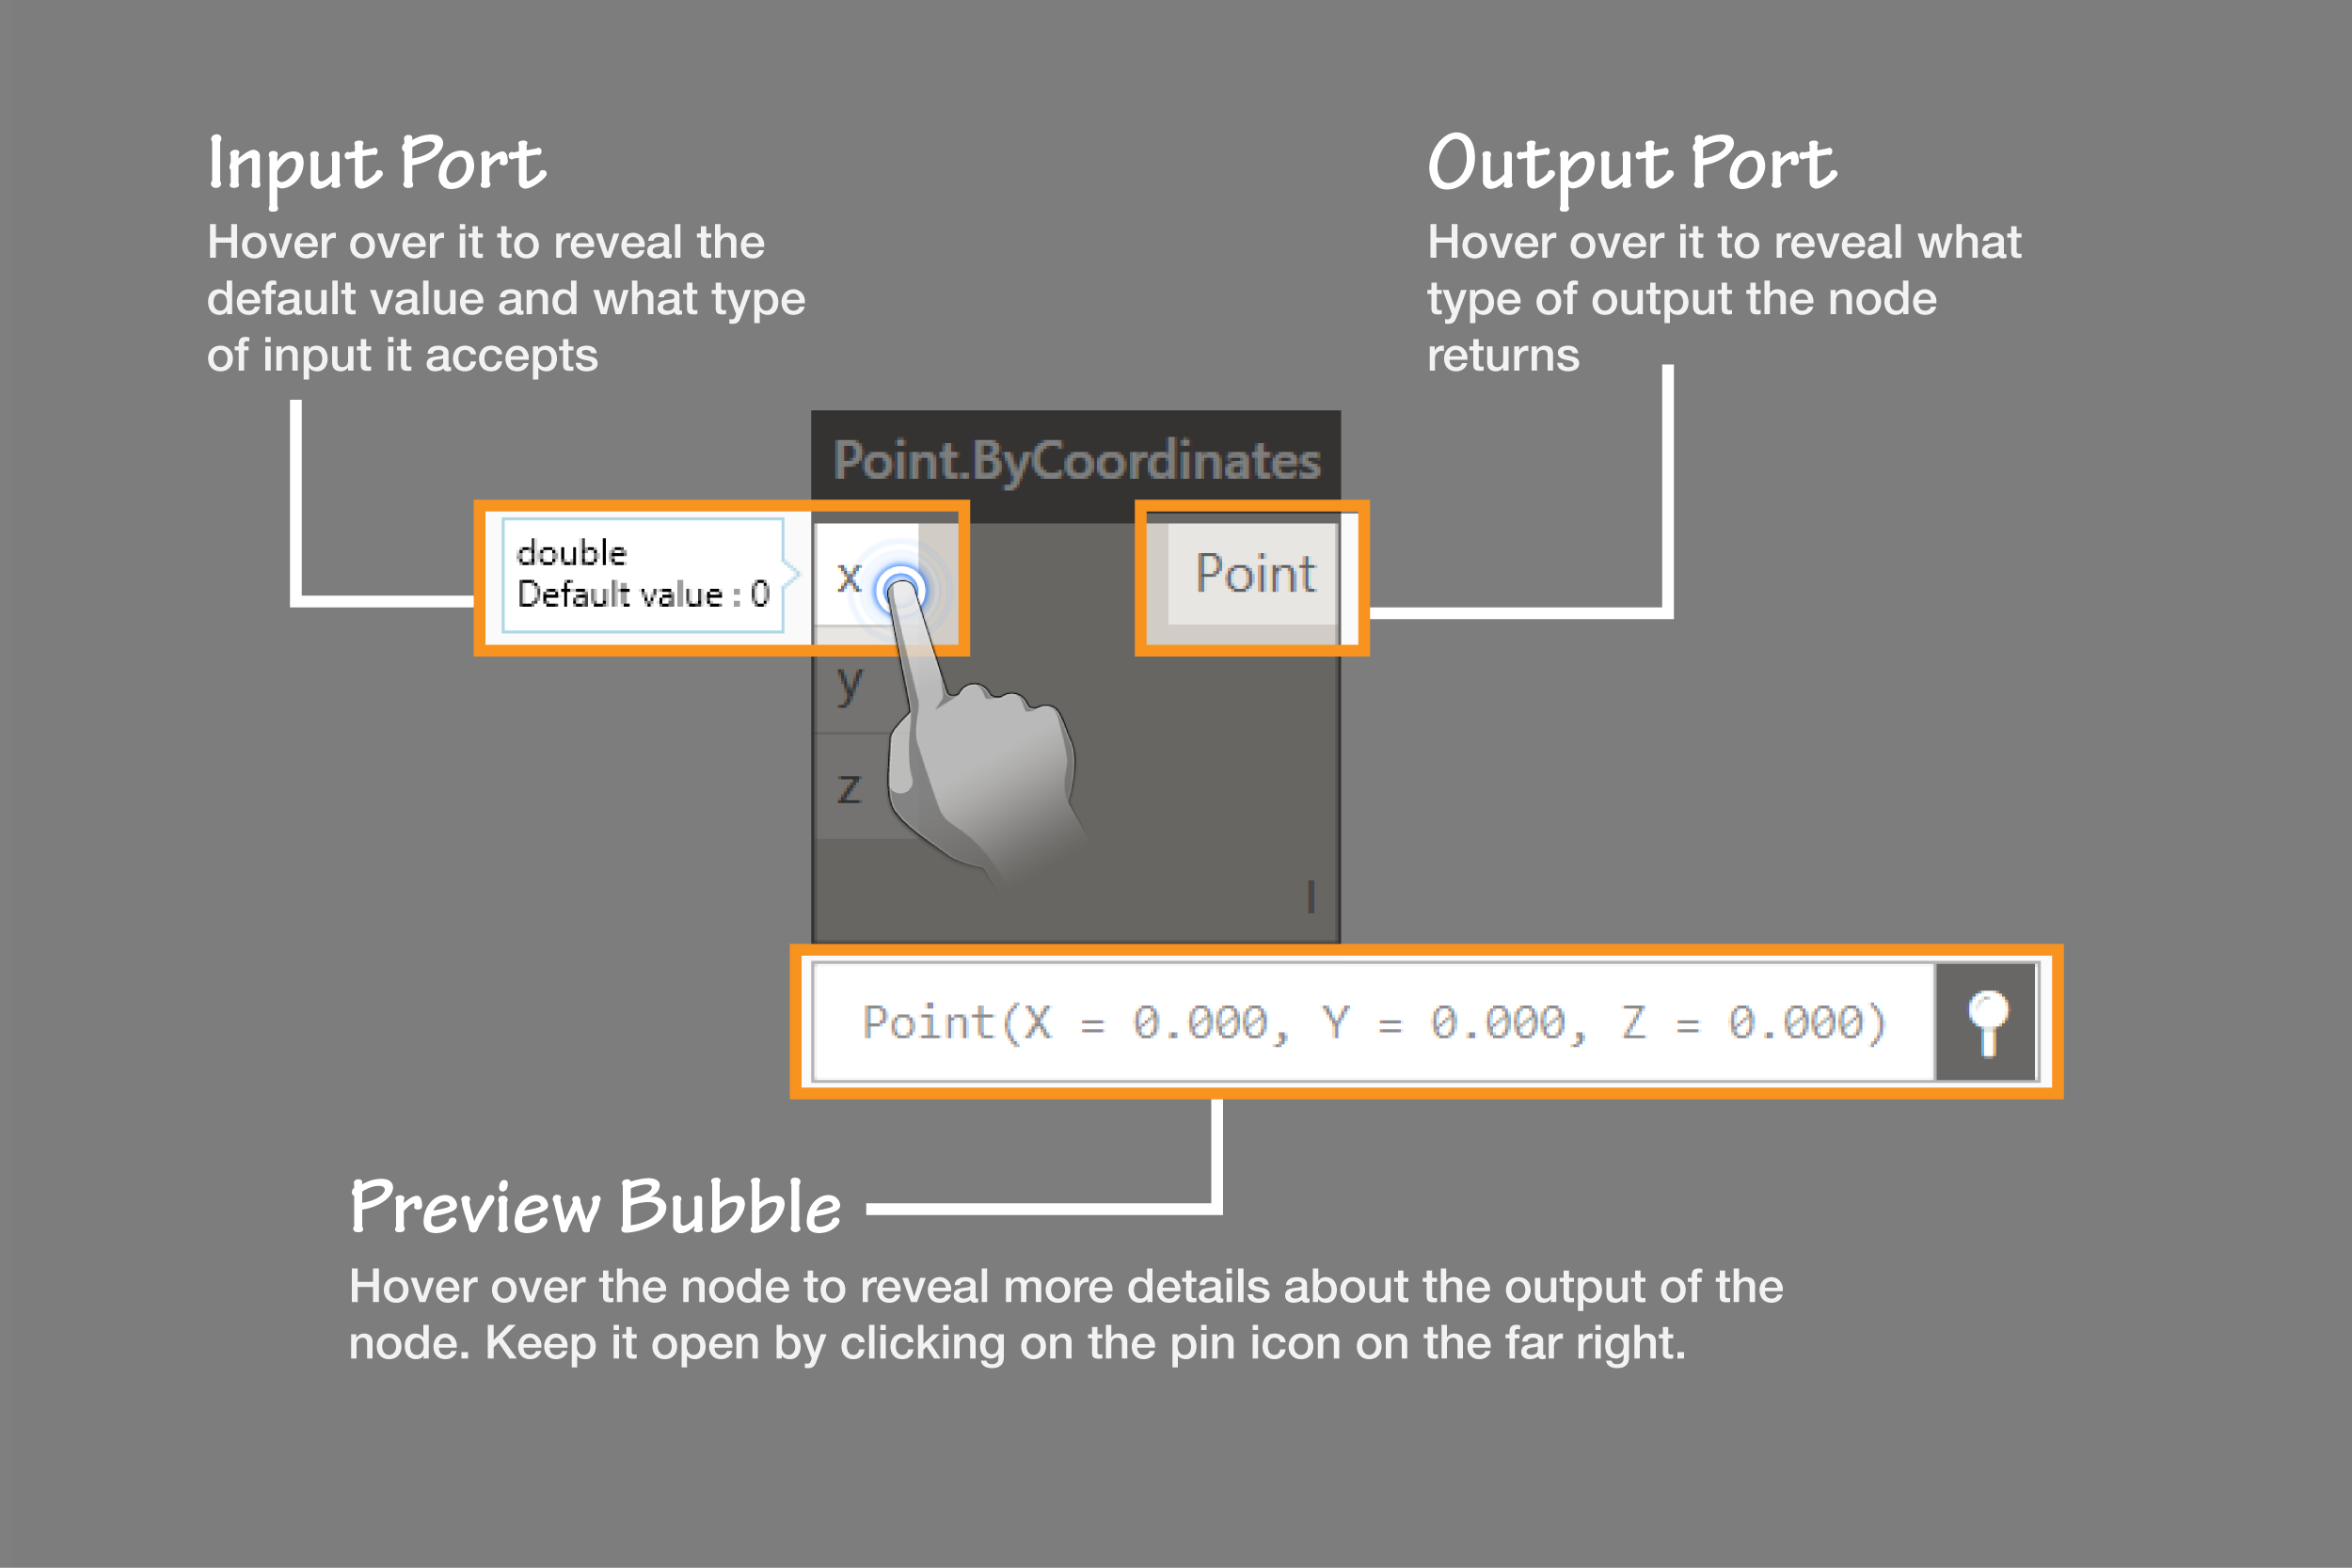 Input Port
Hover over it to reveal the
default value and what type
of input it accepts
Output Port
Hover over it to reveal what
type of output the node
returns
Point.ByCoordinates
double
Default value : 0
x
Point
y
z
l
Point(X = 0.000, Y = 0.000, Z = 0.000)
Preview Bubble
Hover over the node to reveal more details about the output of the
node. Keep it open by clicking on the pin icon on the far right.